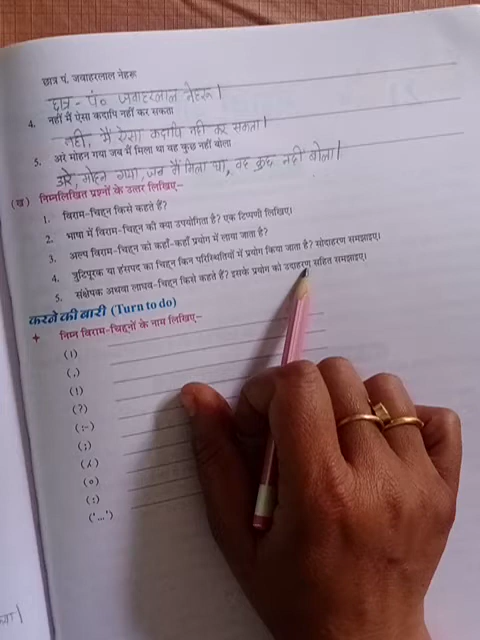 छात्र पं. जवाहरलाल नेहरू
छात्र - पं० जवाहरलाल नेहरू।
4. नहीं मैं ऐसा कदापि नहीं कर सकता
नहीं, मैं ऐसा कदापि नहीं कर सकता।
5. अरे मोहन गया जब मैं मिला था वह कुछ नहीं बोला
अरे, मोहन गया, जब मैं मिला था, वह कुछ नहीं बोला।
(ख) निम्नलिखित प्रश्नों के उत्तर लिखिए–
1. विराम-चिह्न किसे कहते हैं?
2. भाषा में विराम-चिह्न की क्या उपयोगिता है? एक टिप्पणी लिखिए।
3. अल्प विराम-चिह्न को कहाँ-कहाँ प्रयोग में लाया जाता है?
4. त्रुटिपूरक या हंसपद का चिह्न किन परिस्थितियों में प्रयोग किया जाता है? सोदाहरण समझाइए।
5. संक्षेपक अथवा लाघव-चिह्न किसे कहते हैं? इसके प्रयोग को उदाहरण सहित समझाइए।
करने की बारी (Turn to do)
+ निम्न विराम-चिह्नों के नाम लिखिए–
(।)
(,)
(!)
(?)
(:-)
(;)
(٨)
(०)
(:)
('...')